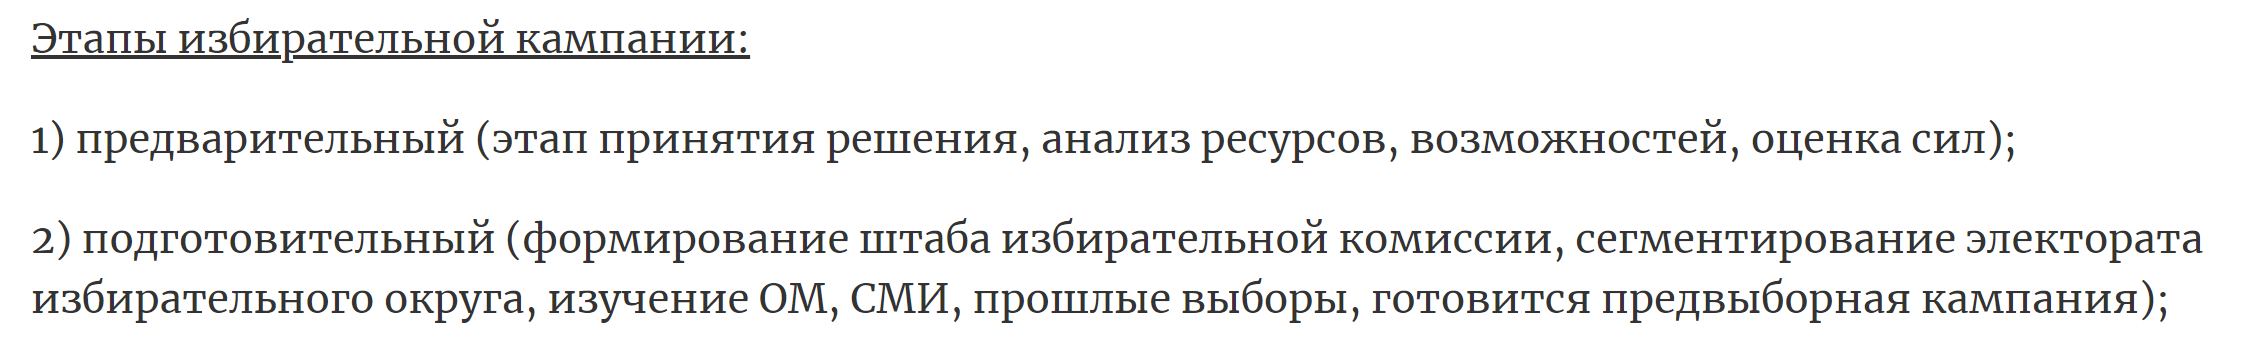 Этапы избирательной кампании:
1) предварительный (этап принятия решения, анализ ресурсов, возможностей, оценка сил);
2) подготовительный (формирование штаба избирательной комиссии, сегментирование электората
избирательного округа, изучение ОМ, СМИ, прошлые выборы, готовится предвыборная кампания);